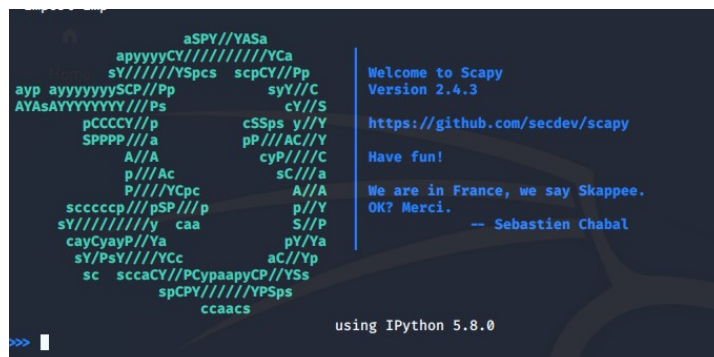 import imp
aSPY//YASa
apyyyyCY//////////YCa
sY//////YSpcs scpCY//Pp
ayp ayyyyyyySCP//Pp syY//C
AYAsAYYYYYYYY///Ps cY//S
pCCCCY//p cSSps y//Y
SPPPP///a pP///AC//Y
A//A cyP////C
p///Ac sC///a
P////YCpc A//A
scccccp///pSP///p p//Y
sY/////////y caa S//P
cayCyayP//Ya pY/Ya
sY/PsY////YCc aC//Yp
sc sccaCY//PCypaapyCP//YSs
spCPY//////YPSps
ccaacs
Welcome to Scapy
Version 2.4.3
https://github.com/secdev/scapy
Have fun!
We are in France, we say Skappee.
OK? Merci.
-- Sebastien Chabal
using IPython 5.8.0
>>>